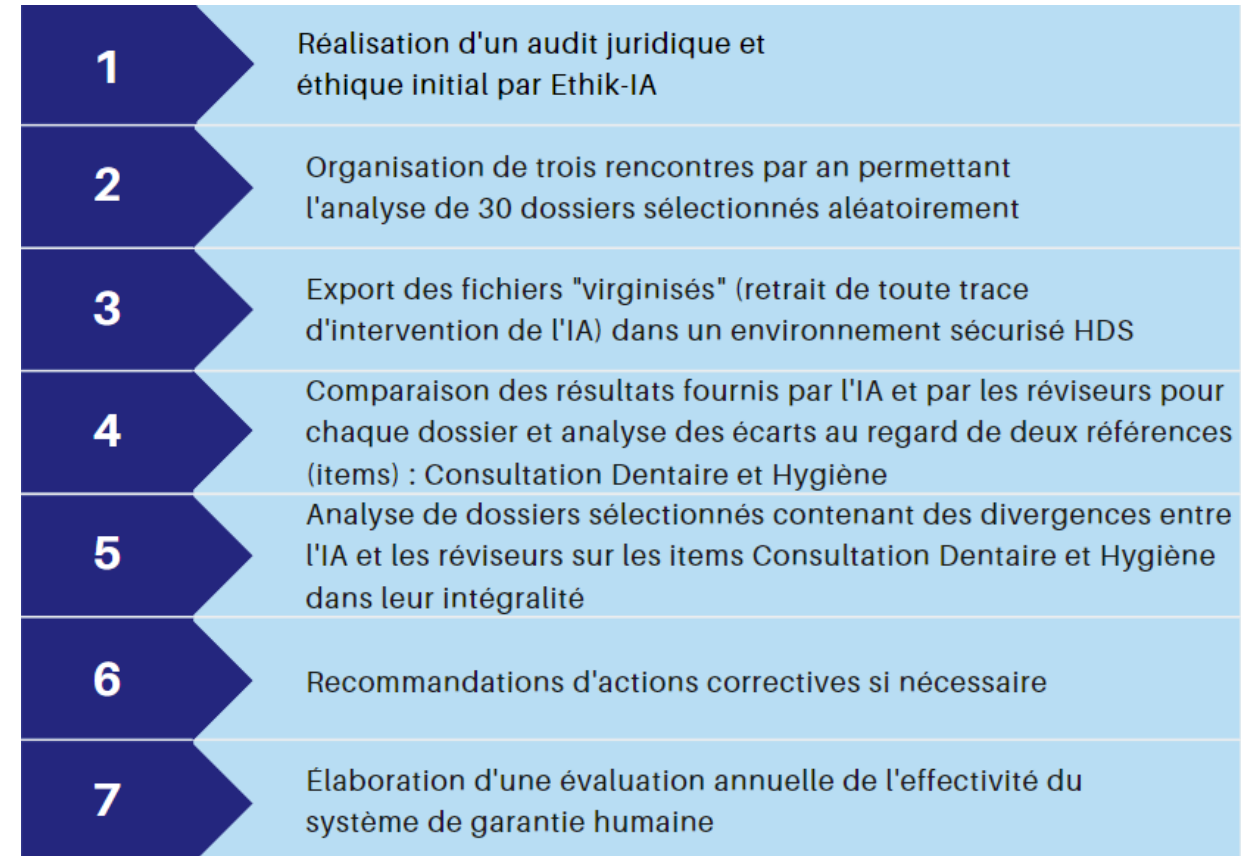 1
Réalisation d'un audit juridique et
éthique initial par Ethik-IA
2
Organisation de trois rencontres par an permettant
l'analyse de 30 dossiers sélectionnés aléatoirement
3
Export des fichiers "virginisés" (retrait de toute trace
d'intervention de l'IA) dans un environnement sécurisé HDS
4
Comparaison des résultats fournis par l'IA et par les réviseurs pour
chaque dossier et analyse des écarts au regard de deux références
(items) : Consultation Dentaire et Hygiène
5
Analyse de dossiers sélectionnés contenant des divergences entre
l'IA et les réviseurs sur les items Consultation Dentaire et Hygiène
dans leur intégralité
6
Recommandations d'actions correctives si nécessaire
7
Élaboration d'une évaluation annuelle de l'effectivité du
système de garantie humaine